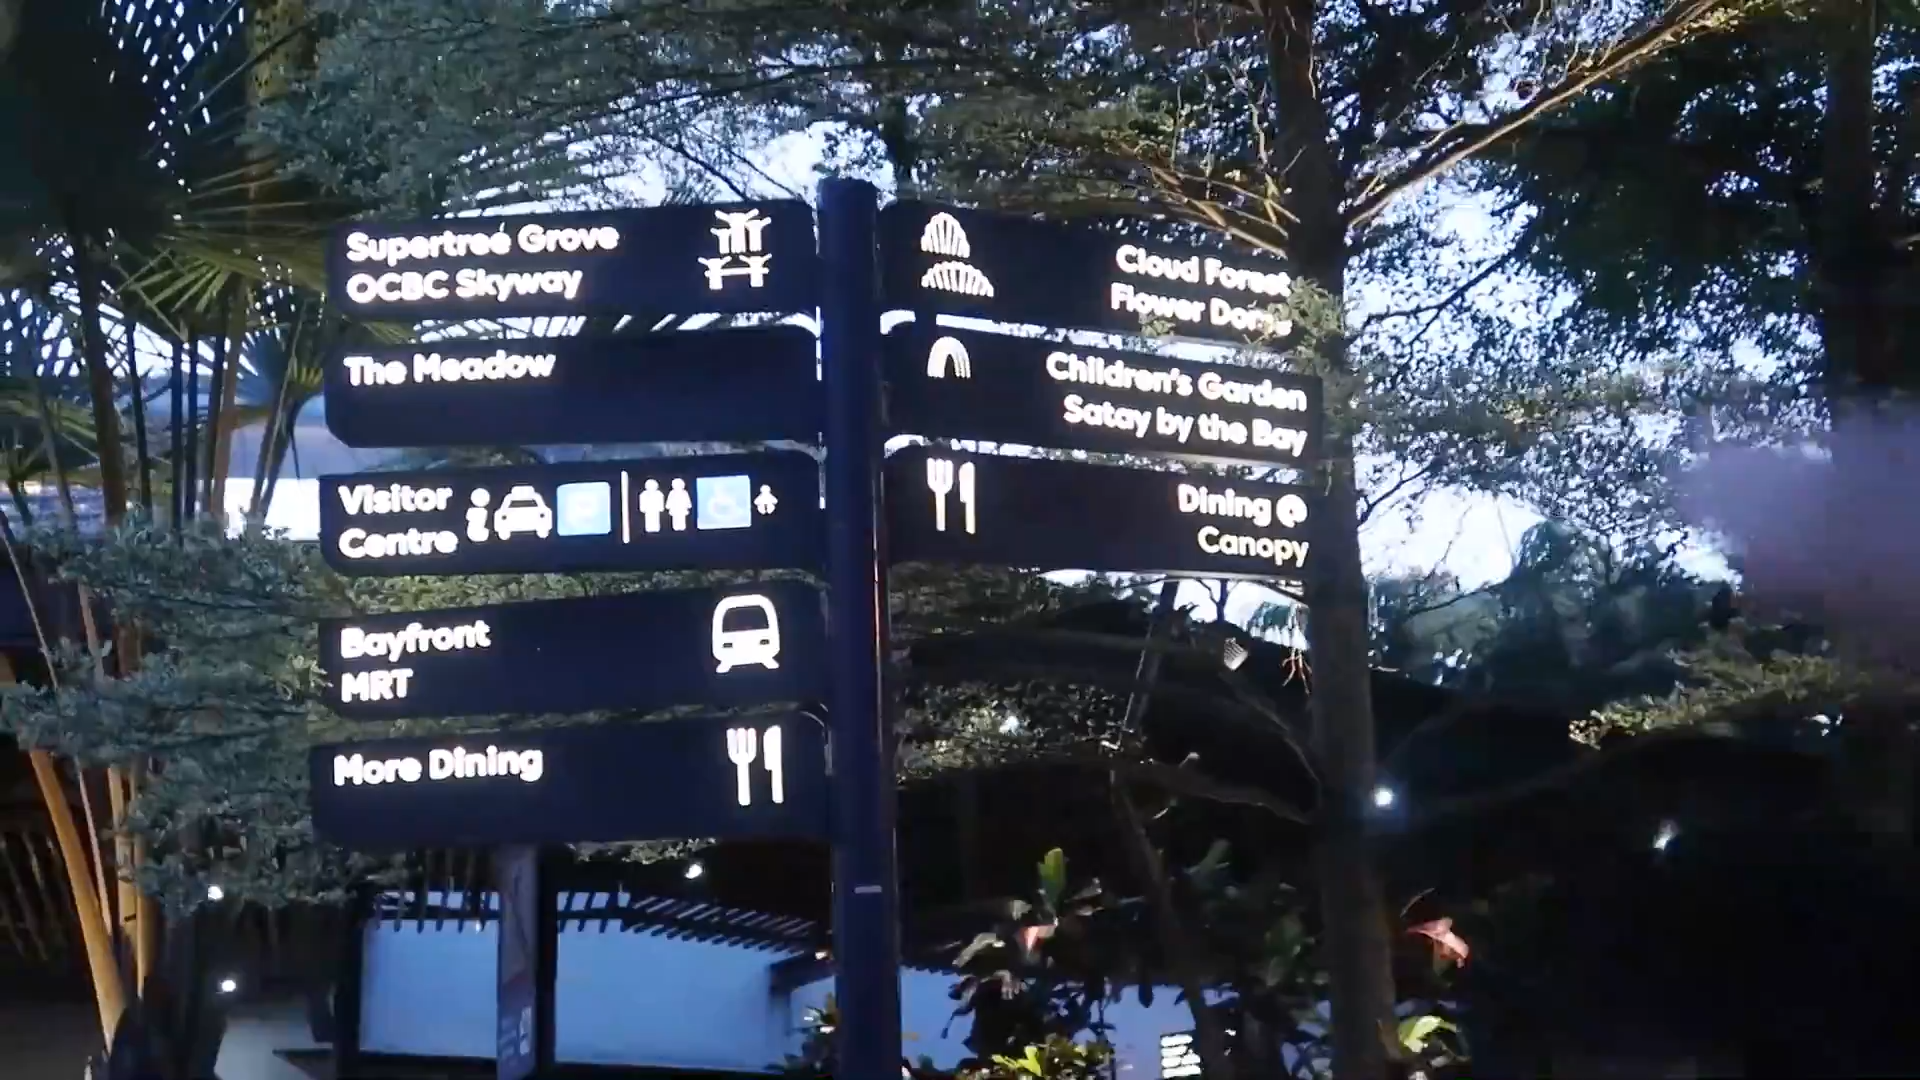 Supertree Grove
OCBC Skyway
The Meadow
Visitor
Centre
Bayfront
MRT
More Dining
Cloud Forest
Flower Dome
Children's Garden
Satay by the Bay
Dining
Canopy